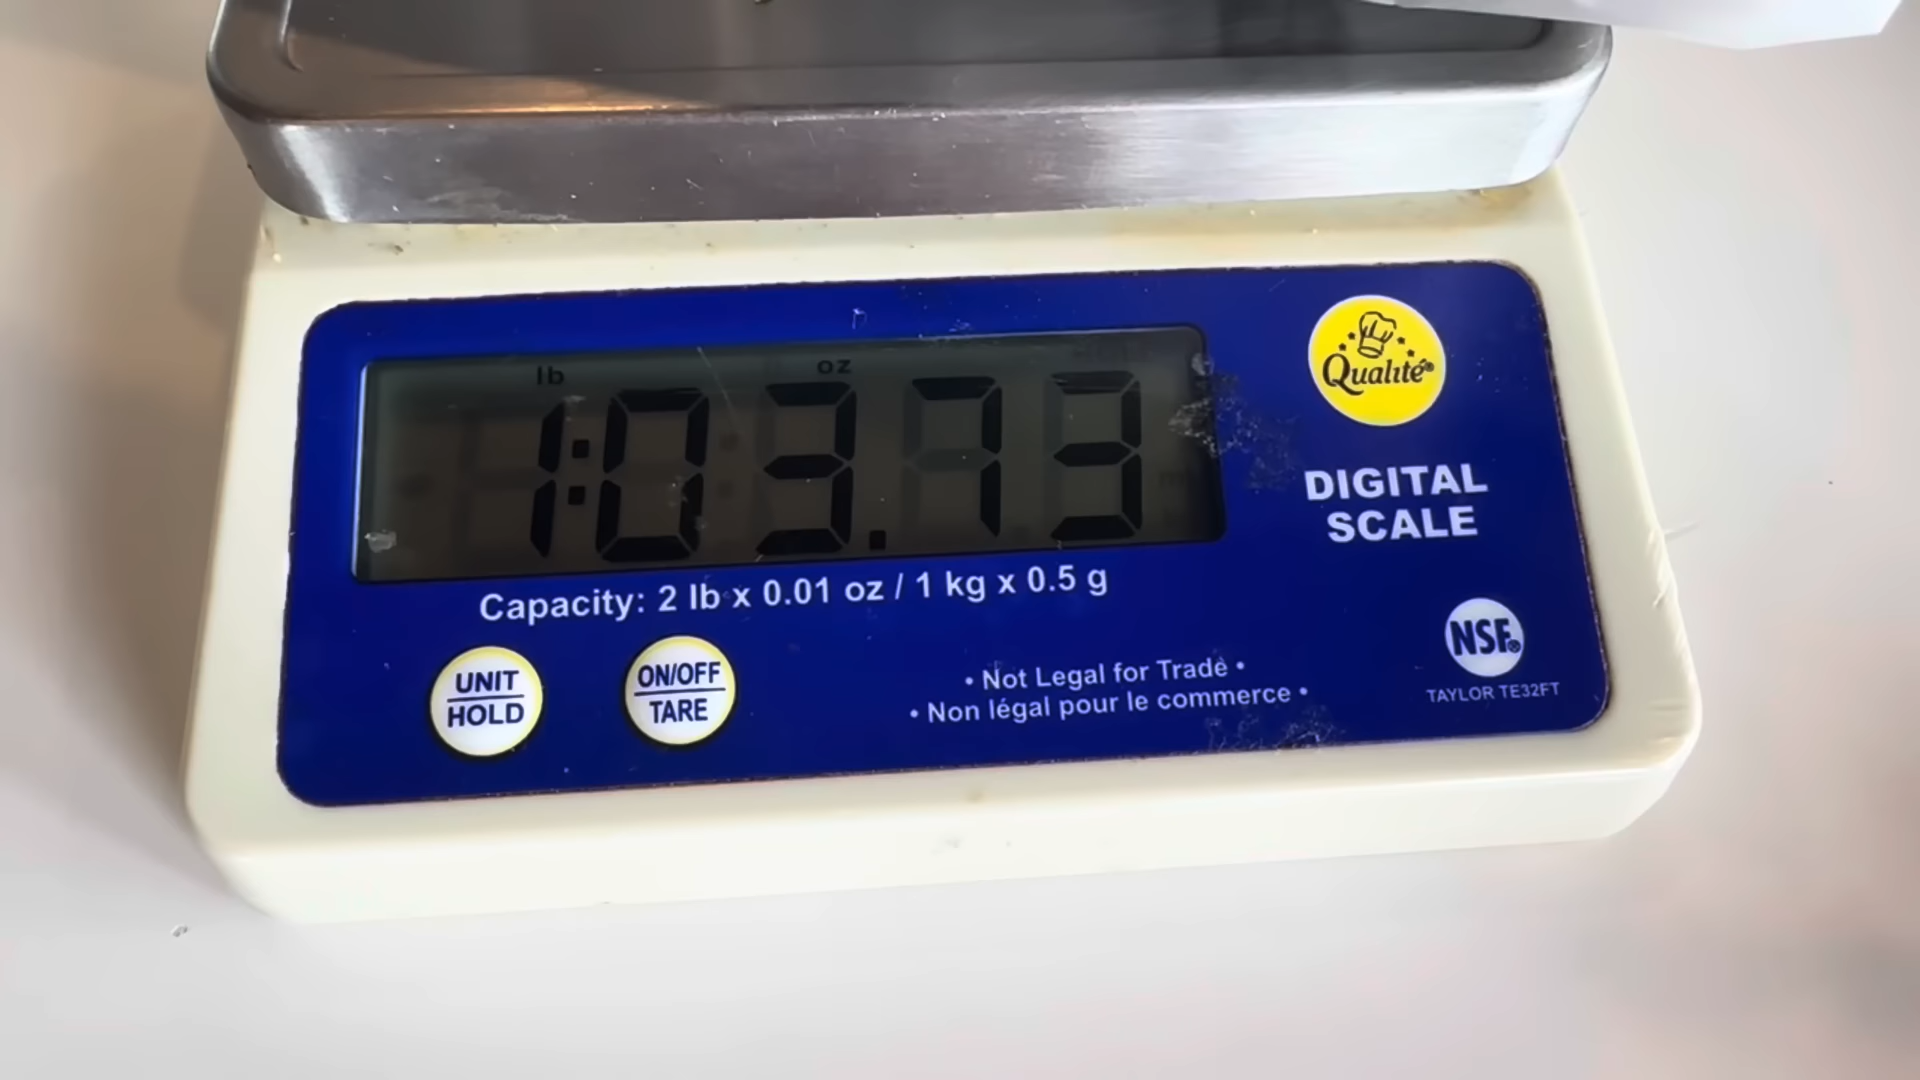 lb oz
1:03.73
Qualité®
DIGITAL
SCALE
Capacity: 2 lb x 0.01 oz / 1 kg x 0.5 g
UNIT
HOLD
ON/OFF
TARE
• Not Legal for Trade •
• Non légal pour le commerce •
NSF®
TAYLOR TE32FT